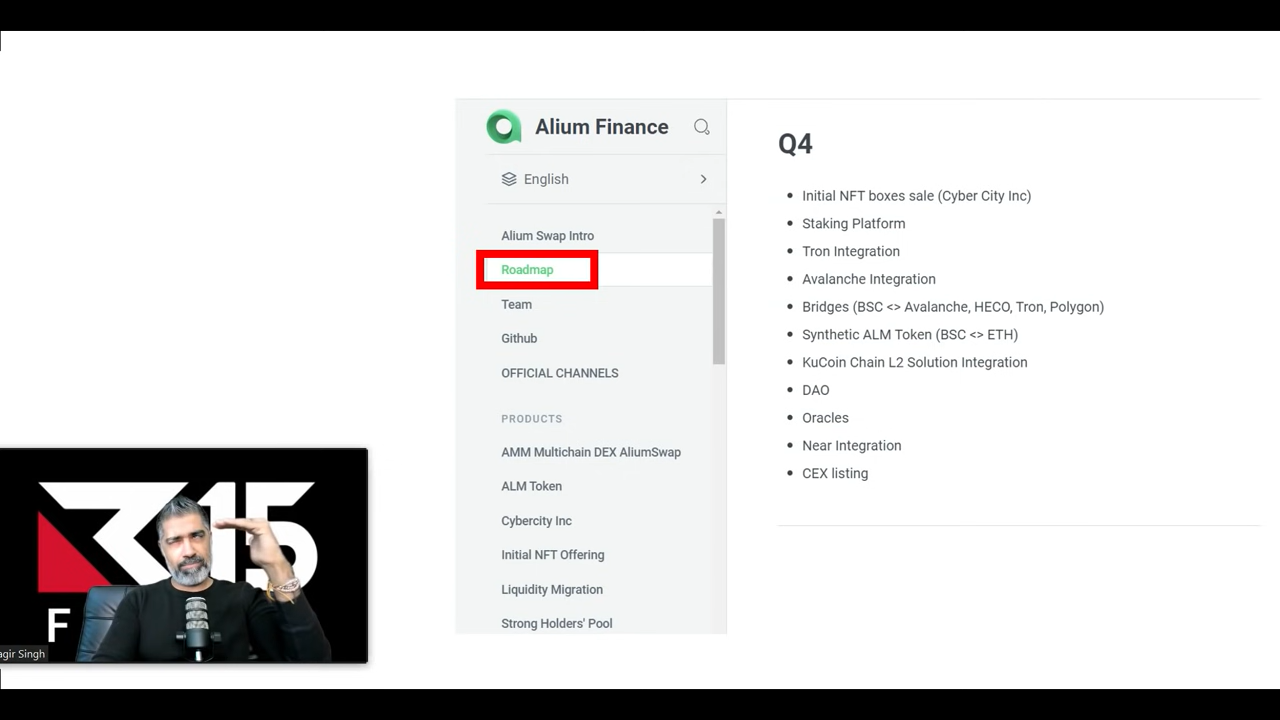 Alium Finance
English
Alium Swap Intro
Roadmap
Team
Github
OFFICIAL CHANNELS
PRODUCTS
AMM Multichain DEX AliumSwap
ALM Token
Cybercity Inc
Initial NFT Offering
Liquidity Migration
Strong Holders' Pool
Q4
Initial NFT boxes sale (Cyber City Inc)
Staking Platform
Tron Integration
Avalanche Integration
Bridges (BSC <> Avalanche, HECO, Tron, Polygon)
Synthetic ALM Token (BSC <> ETH)
KuCoin Chain L2 Solution Integration
DAO
Oracles
Near Integration
CEX listing
15
F
agir Singh